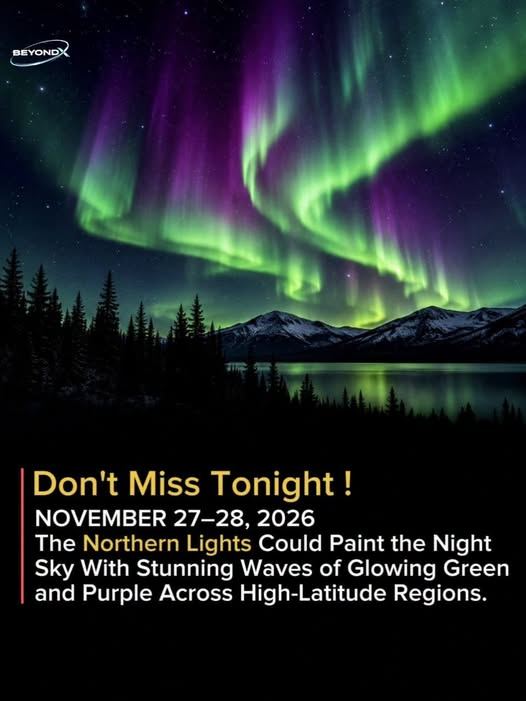 BEYONDX
Don't Miss Tonight !
NOVEMBER 27–28, 2026
The Northern Lights Could Paint the Night
Sky With Stunning Waves of Glowing Green
and Purple Across High-Latitude Regions.